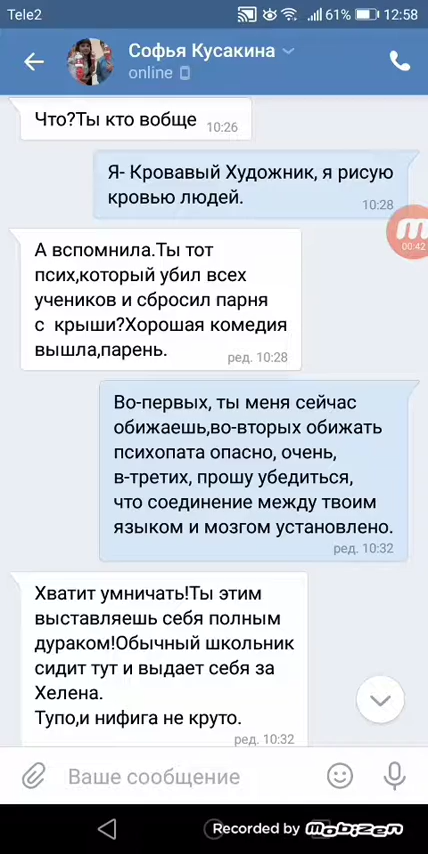 Tele2 61% 12:58
Софья Кусакина
online
Что?Ты кто вобще 10:26
Я- Кровавый Художник, я рисую
кровью людей.
10:28
00:42
А вспомнила.Ты тот
псих,который убил всех
учеников и сбросил парня
с крыши?Хорошая комедия
вышла,парень.
ред. 10:28
Во-первых, ты меня сейчас
обижаешь,во-вторых обижать
психопата опасно, очень,
в-третих, прошу убедиться,
что соединение между твоим
языком и мозгом установлено.
ред. 10:32
Хватит умничать!Ты этим
выставляешь себя полным
дураком!Обычный школьник
сидит тут и выдает себя за
Хелена.
Тупо,и нифига не круто.
ред. 10:32
Ваше сообщение
Recorded by mobizen